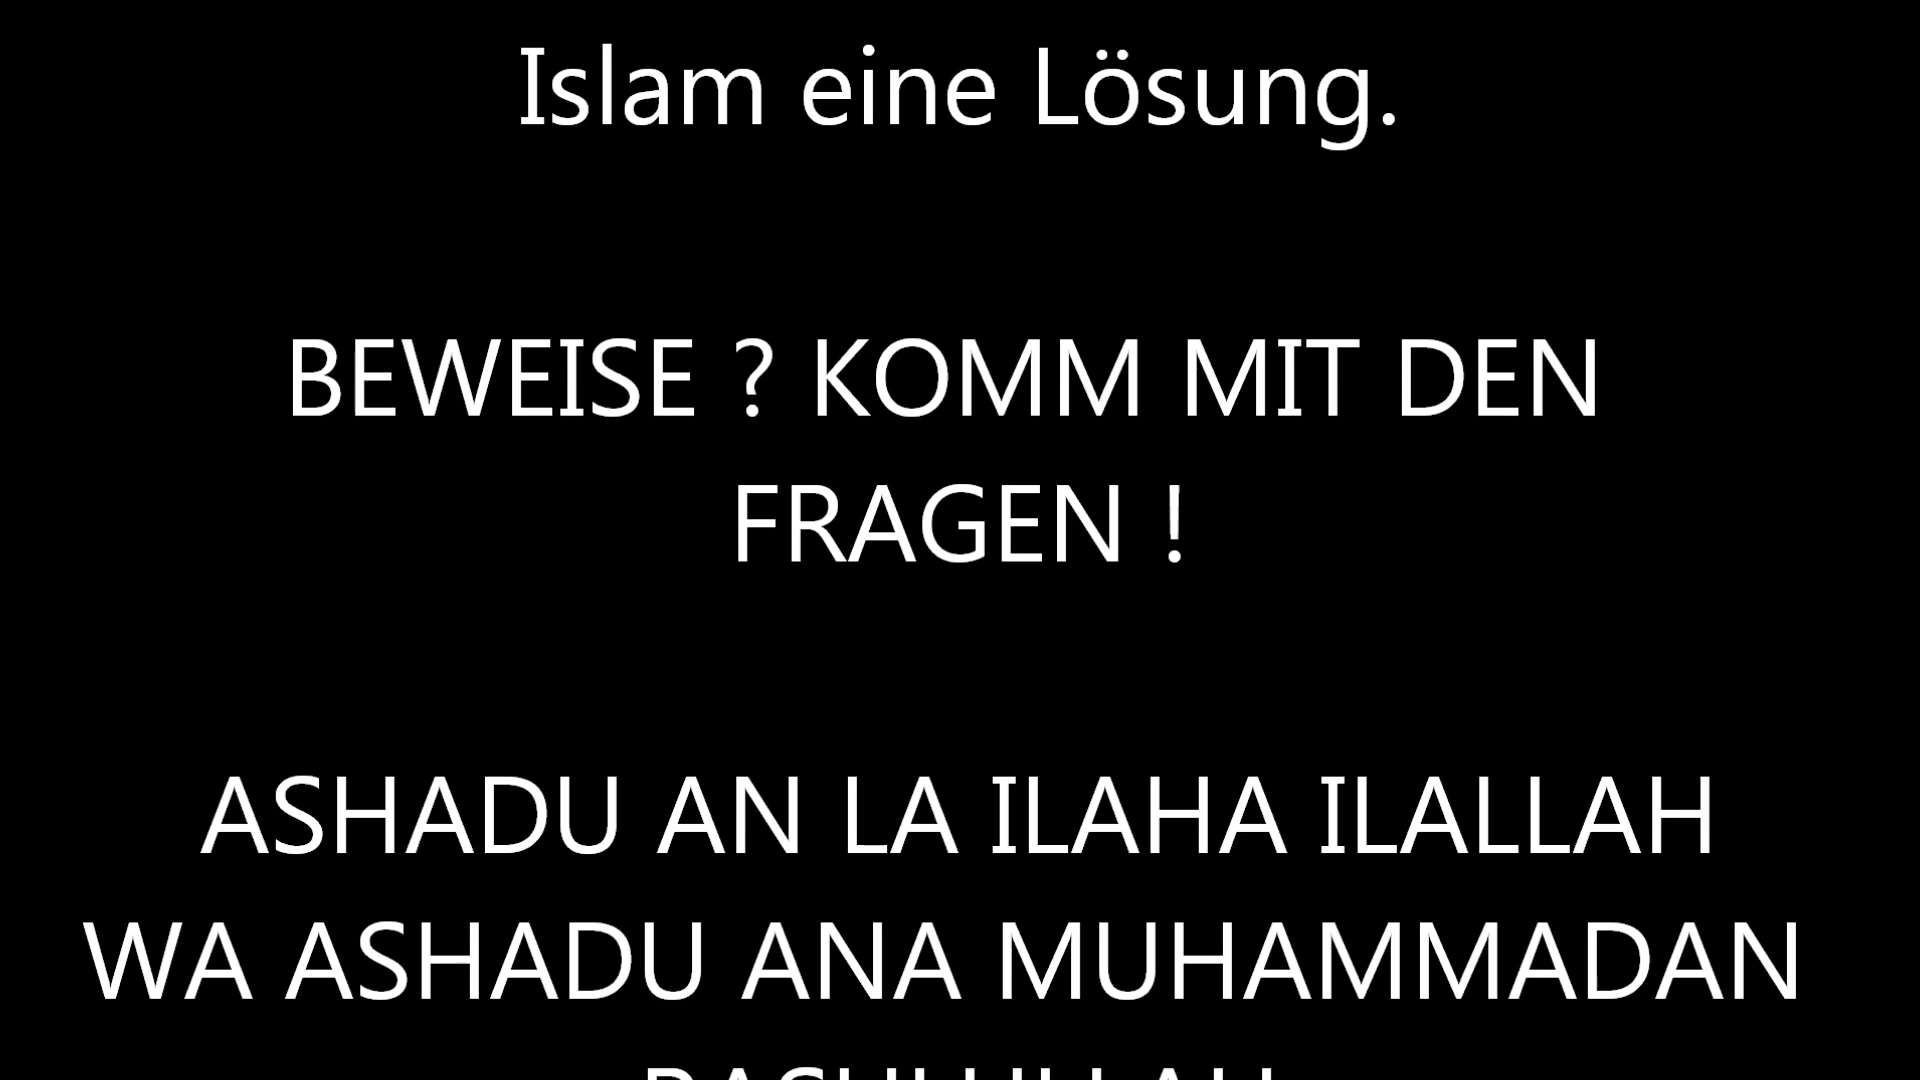 Islam eine Lösung.
BEWEISE ? KOMM MIT DEN
FRAGEN !
ASHADU AN LA ILAHA ILALLAH
WA ASHADU ANA MUHAMMADAN